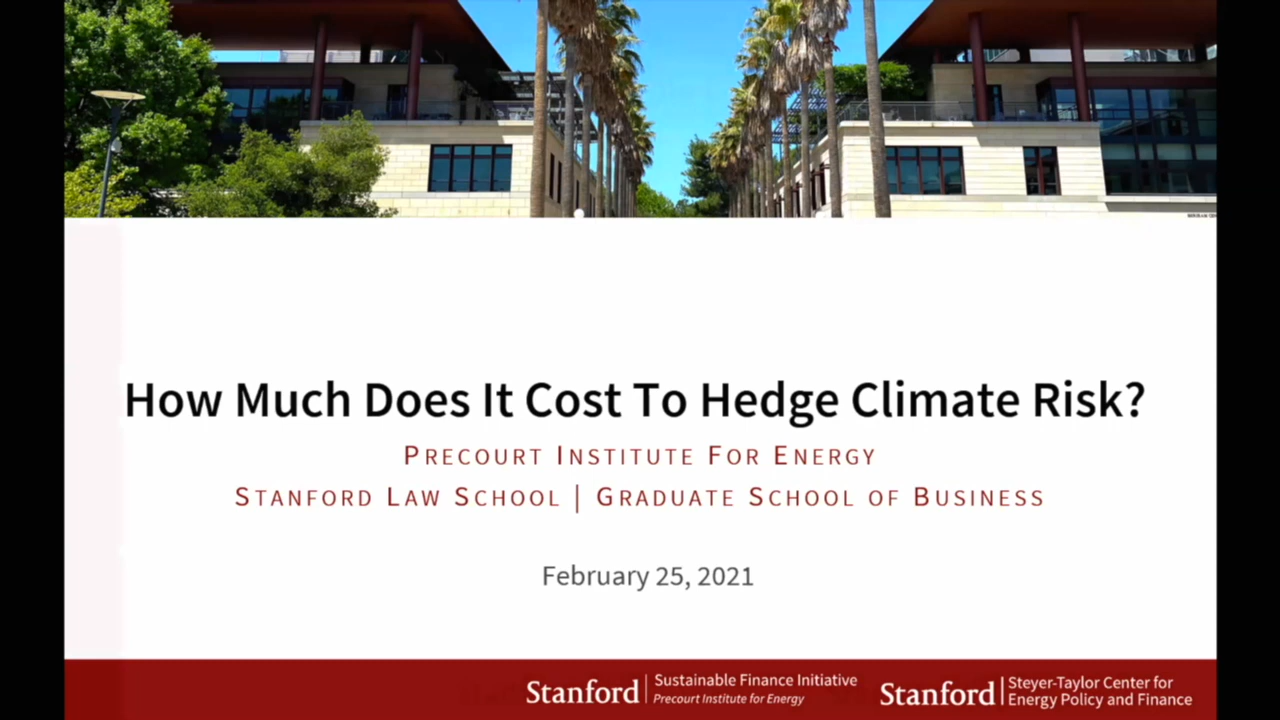 How Much Does It Cost To Hedge Climate Risk?
PRECOURT INSTITUTE FOR ENERGY
STANFORD LAW SCHOOL | GRADUATE SCHOOL OF BUSINESS
February 25, 2021
Stanford | Sustainable Finance Initiative
Precourt Institute for Energy
Stanford | Steyer-Taylor Center for
Energy Policy and Finance